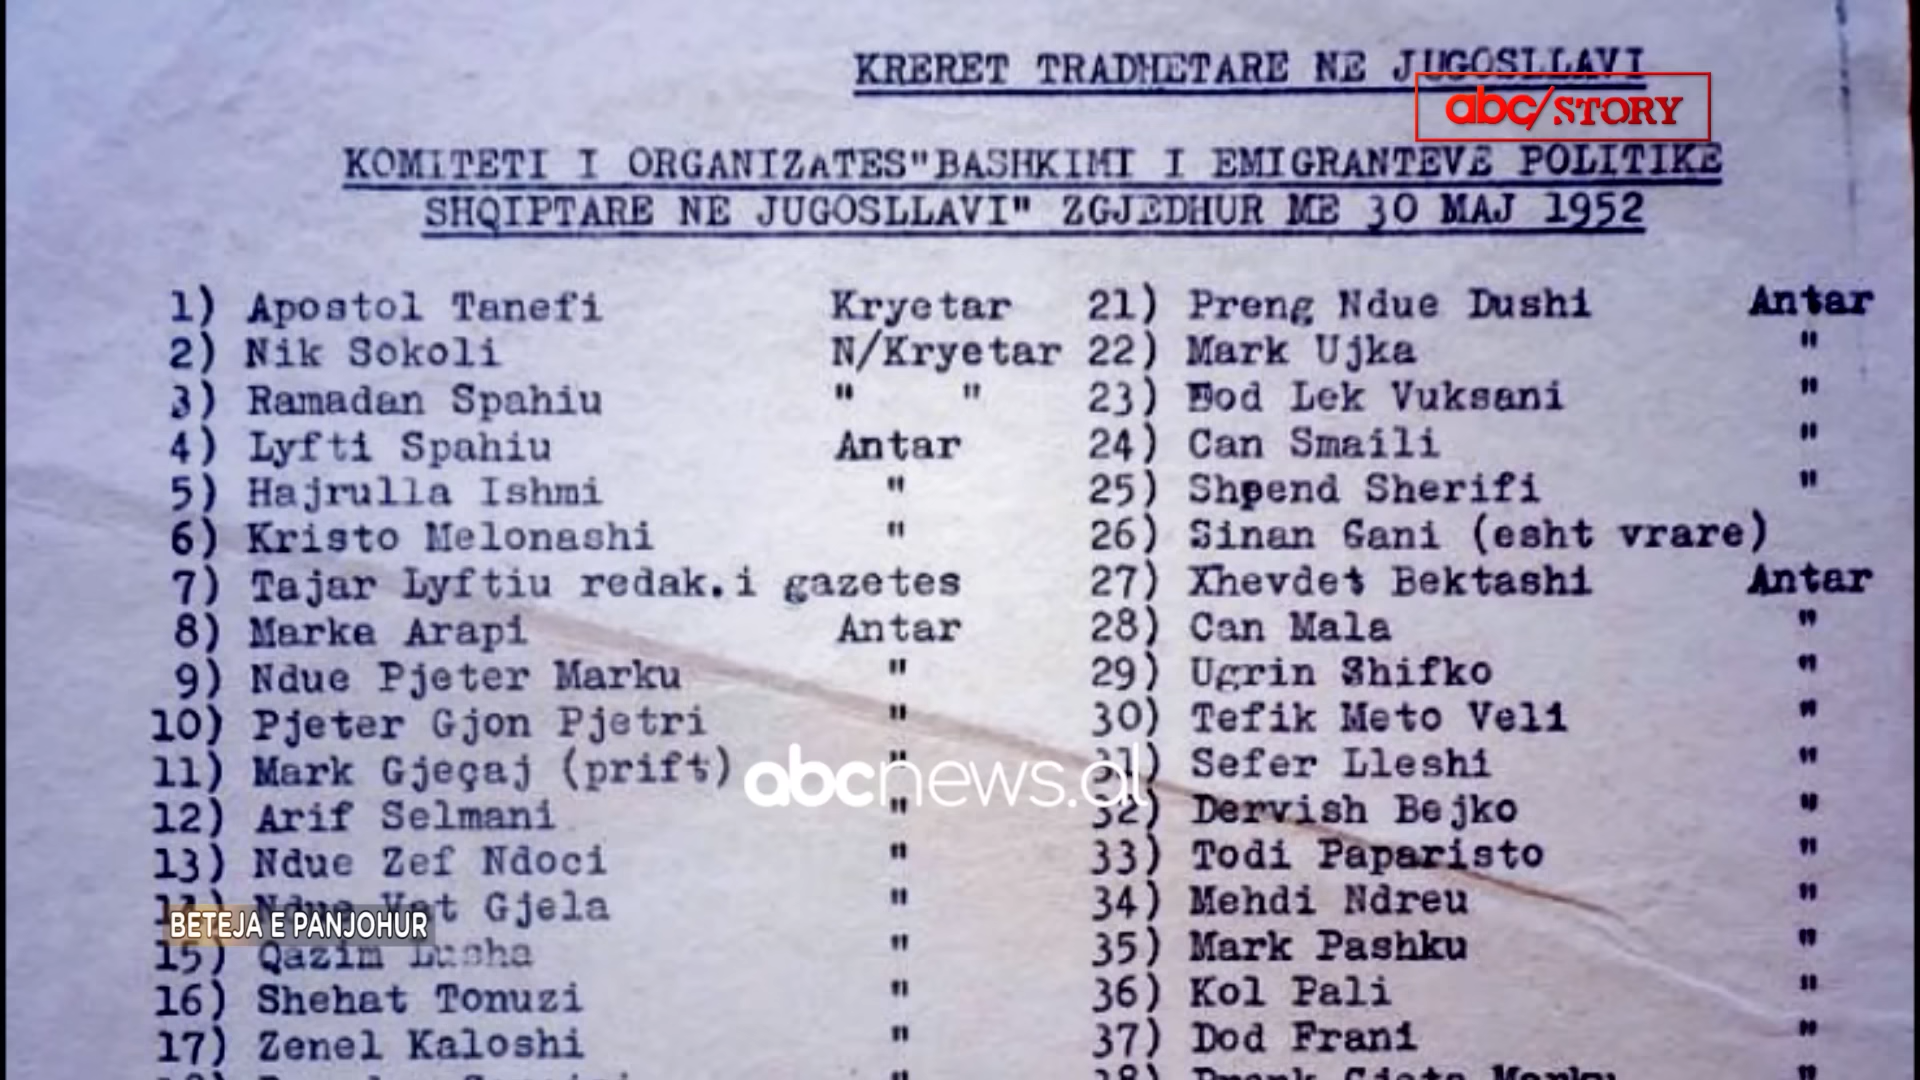 KRERET TRADHETARE NE JUGOSLLAVI
abc/STORY
KOMITETI I ORGANIZATES"BASHKIMI I EMIGRANTEVE POLITIKE
SHQIPTARE NE JUGOSLLAVI" ZGJEDHUR ME 30 MAJ 1952
1) Apostol Tanefi Kryetar
2) Nik Sokoli N/Kryetar
3) Ramadan Spahiu " "
4) Lyfti Spahiu Antar
5) Hajrulla Ishmi "
6) Kristo Melonashi "
7) Tajar Lyftiu redak.i gazetes
8) Marke Arapi Antar
9) Ndue Pjeter Marku "
10) Pjeter Gjon Pjetri "
11) Mark Gjeçaj (prift) "
12) Arif Selmani "
13) Ndue Zef Ndoci "
14) Ndue Gjela "
15) Qazim "
16) Shehat Tomuzi "
17) Zenel Kaloshi "
21) Preng Ndue Dushi Antar
22) Mark Ujka "
23) Dod Lek Vuksani "
24) Can Smaili "
25) Shpend Sherifi "
26) Sinan Gani (esht vrare)
27) Xhevdet Bektashi Antar
28) Can Mala "
29) Ugrin Shifko "
30) Tefik Meto Veli "
31) Sefer Lleshi "
32) Dervish Bejko "
33) Todi Paparisto "
34) Mehdi Ndreu "
35) Mark Pashku "
36) Kol Pali "
37) Dod Frani "
abcnews.al
BETEJA E PANJOHUR